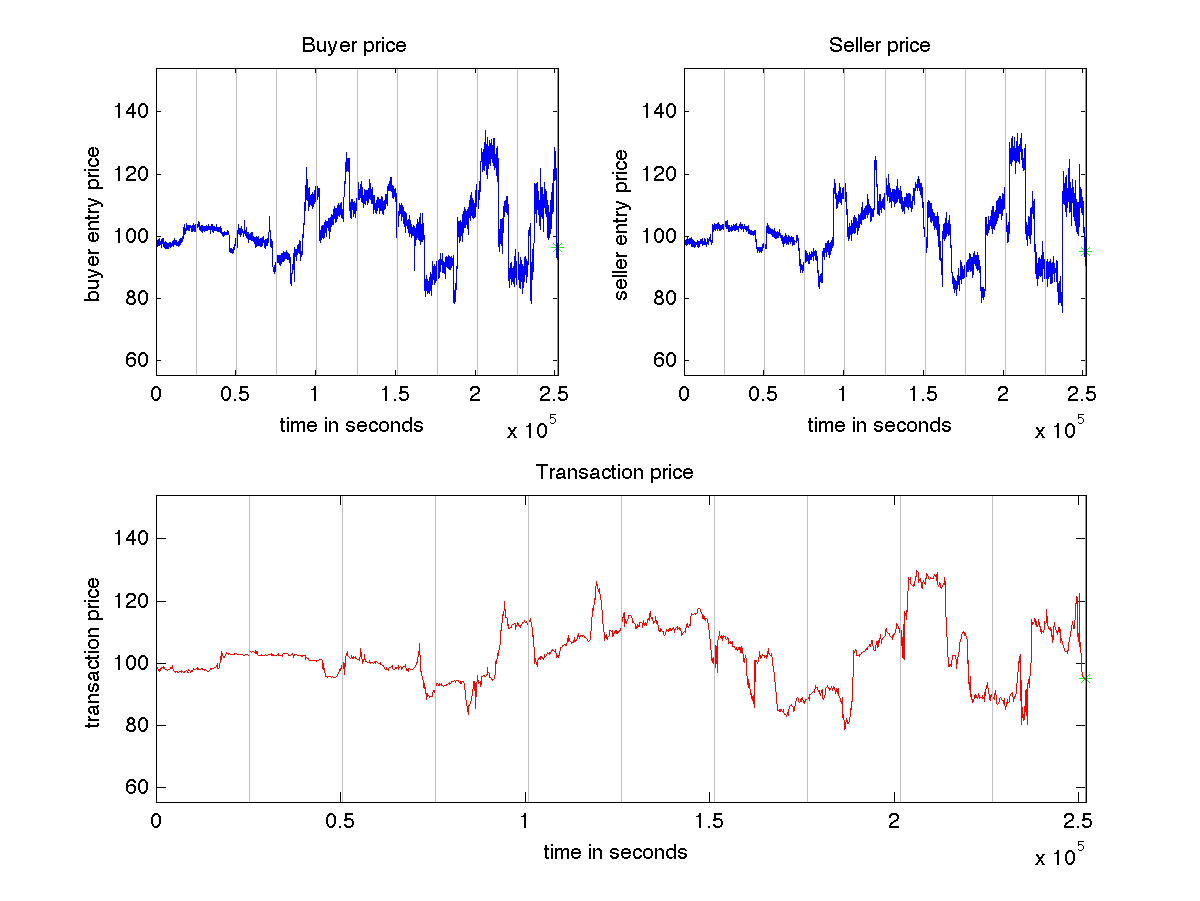 Buyer price
buyer entry price
140
120
100
80
60
0 0.5 1 1.5 2 2.5
time in seconds
x 10^5
Seller price
seller entry price
140
120
100
80
60
0 0.5 1 1.5 2 2.5
time in seconds
x 10^5
Transaction price
transaction price
140
120
100
80
60
0 0.5 1 1.5 2 2.5
time in seconds
x 10^5